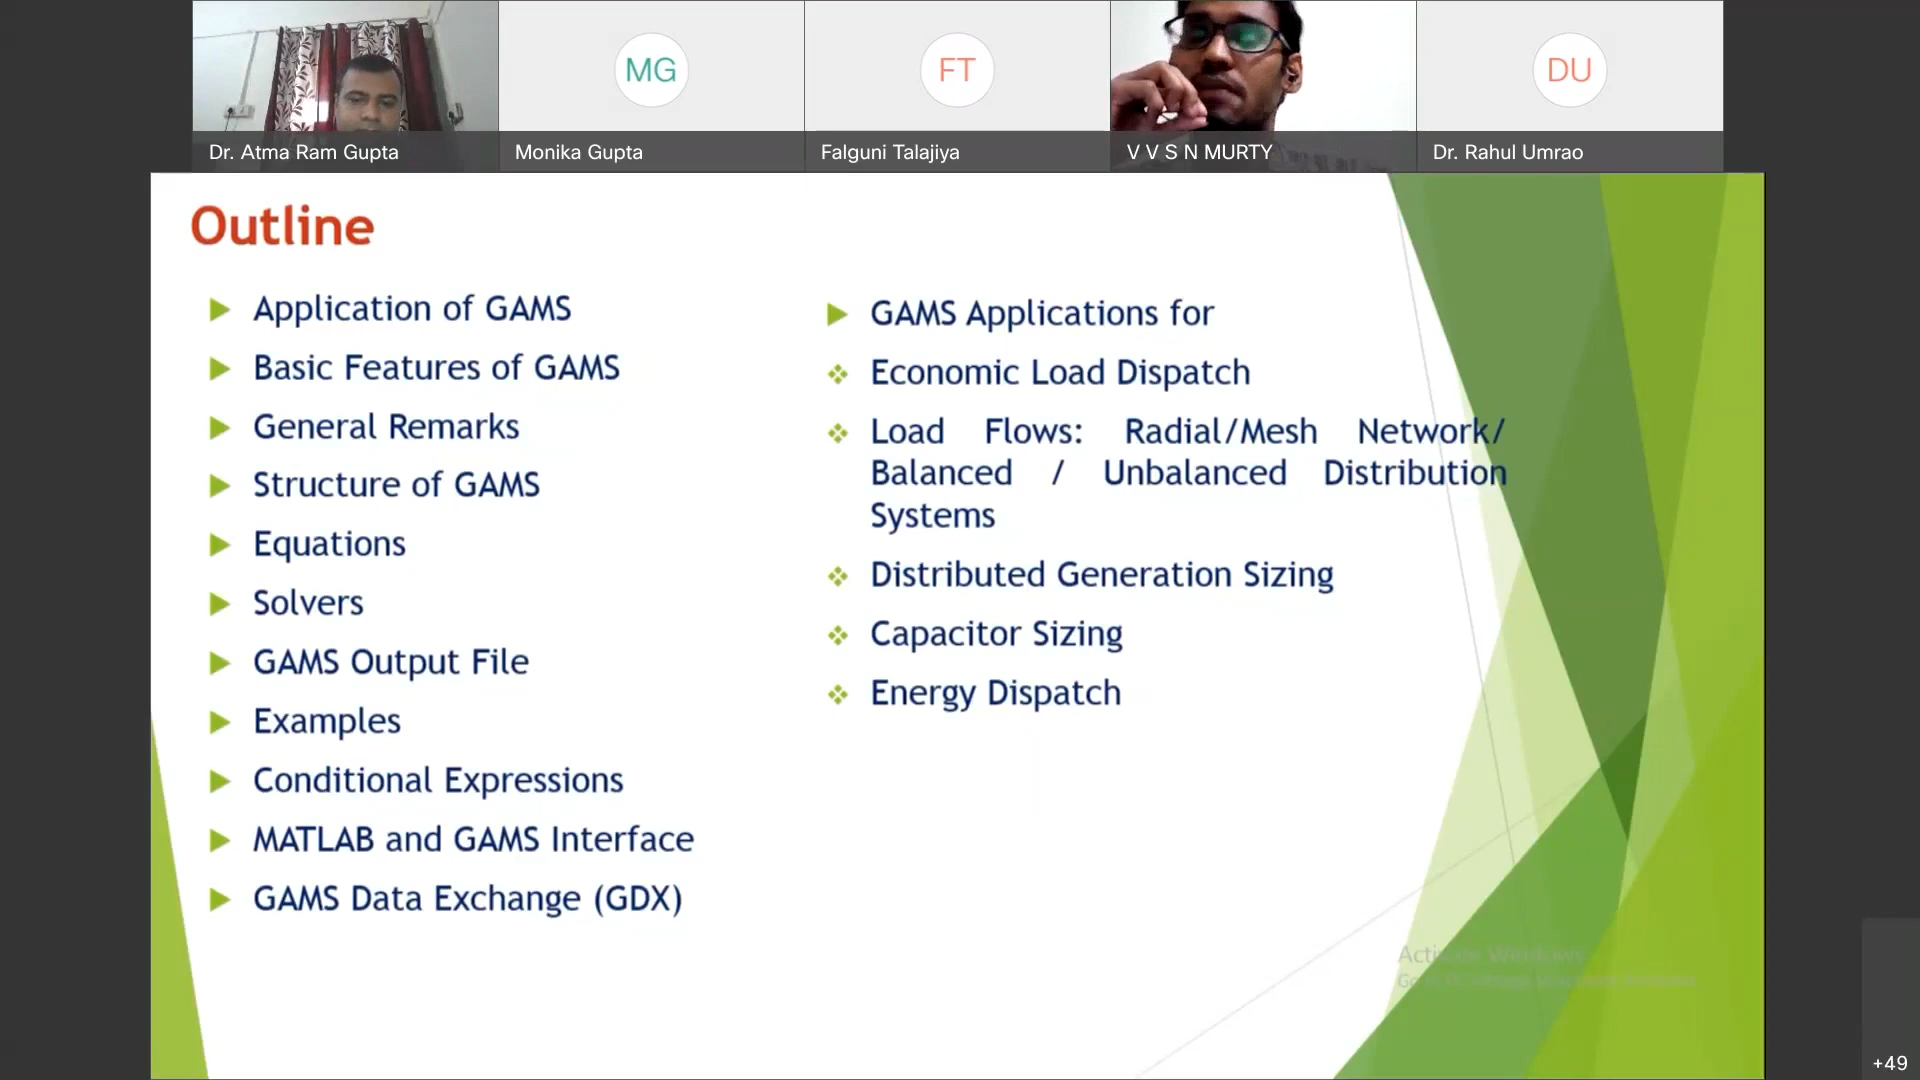 MG
FT
DU
Dr. Atma Ram Gupta
Monika Gupta
Falguni Talajiya
V V S N MURTY
Dr. Rahul Umrao
Outline
Application of GAMS
Basic Features of GAMS
General Remarks
Structure of GAMS
Equations
Solvers
GAMS Output File
Examples
Conditional Expressions
MATLAB and GAMS Interface
GAMS Data Exchange (GDX)
GAMS Applications for
Economic Load Dispatch
Load Flows: Radial/Mesh Network/
Balanced / Unbalanced Distribution
Systems
Distributed Generation Sizing
Capacitor Sizing
Energy Dispatch
Activate Windows
+49